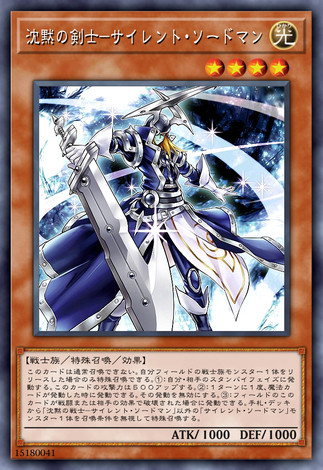 沈黙の剣士-サイレント・ソードマン
光
【戦士族／特殊召喚／効果】
このカードは通常召喚できない。自分フィールドの戦士族モンスター１体をリ
リースした場合のみ特殊召喚できる。①：自分・相手のスタンバイフェイズに発
動する。このカードの攻撃力は５００アップする。②：１ターンに１度、魔法カ
ードが発動した時に発動できる。その発動を無効にする。③：フィールドのこの
カードが戦闘または相手の効果で破壊された場合に発動できる。手札・デッキ
から「沈黙の剣士－サイレント・ソードマン」以外の「サイレント・ソードマン」モ
ンスター１体を召喚条件を無視して特殊召喚する。
ATK/ 1000 DEF/ 1000
15180041